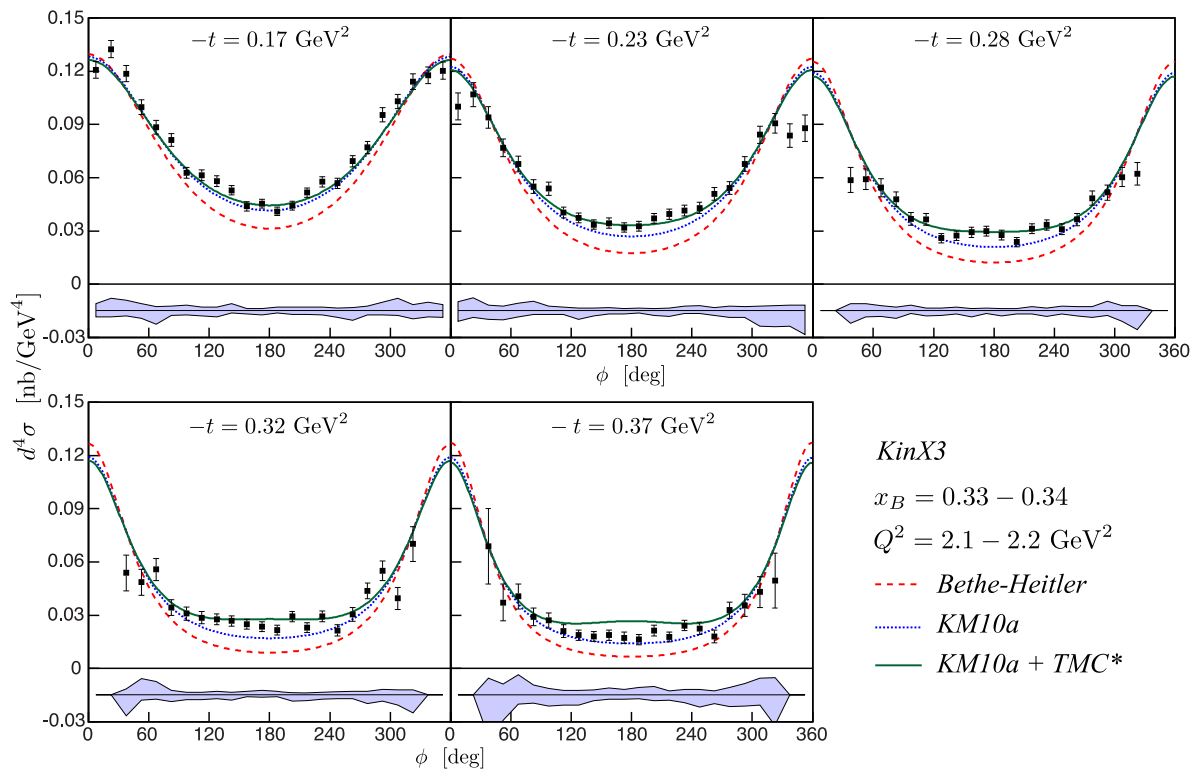 0.15
0.12
0.09
0.06
0.03
0
-0.03
d⁴σ [nb/GeV⁴]
−t = 0.17 GeV²
−t = 0.23 GeV²
−t = 0.28 GeV²
0 60 120 180 240 300 0 60 120 180 240 300 0 60 120 180 240 300 360
φ [deg]
0.15
0.12
0.09
0.06
0.03
0
-0.03
−t = 0.32 GeV²
− t = 0.37 GeV²
0 60 120 180 240 300 0 60 120 180 240 300 360
φ [deg]
KinX3
x_B = 0.33 − 0.34
Q² = 2.1 − 2.2 GeV²
Bethe-Heitler
KM10a
KM10a + TMC*